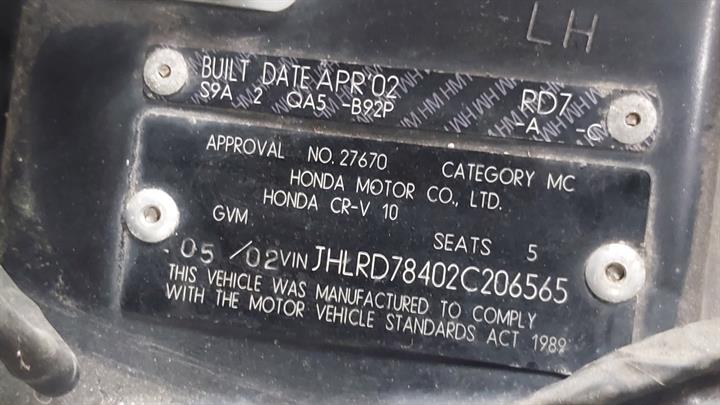 LH
BUILT DATE APR'02
S9A 2 QA5 -B92P RD7
-A -C
APPROVAL NO. 27670 CATEGORY MC
HONDA MOTOR CO., LTD.
HONDA CR-V 10
GVM SEATS 5
05/02 VIN JHLRD78402C206565
THIS VEHICLE WAS MANUFACTURED TO COMPLY
WITH THE MOTOR VEHICLE STANDARDS ACT 1989